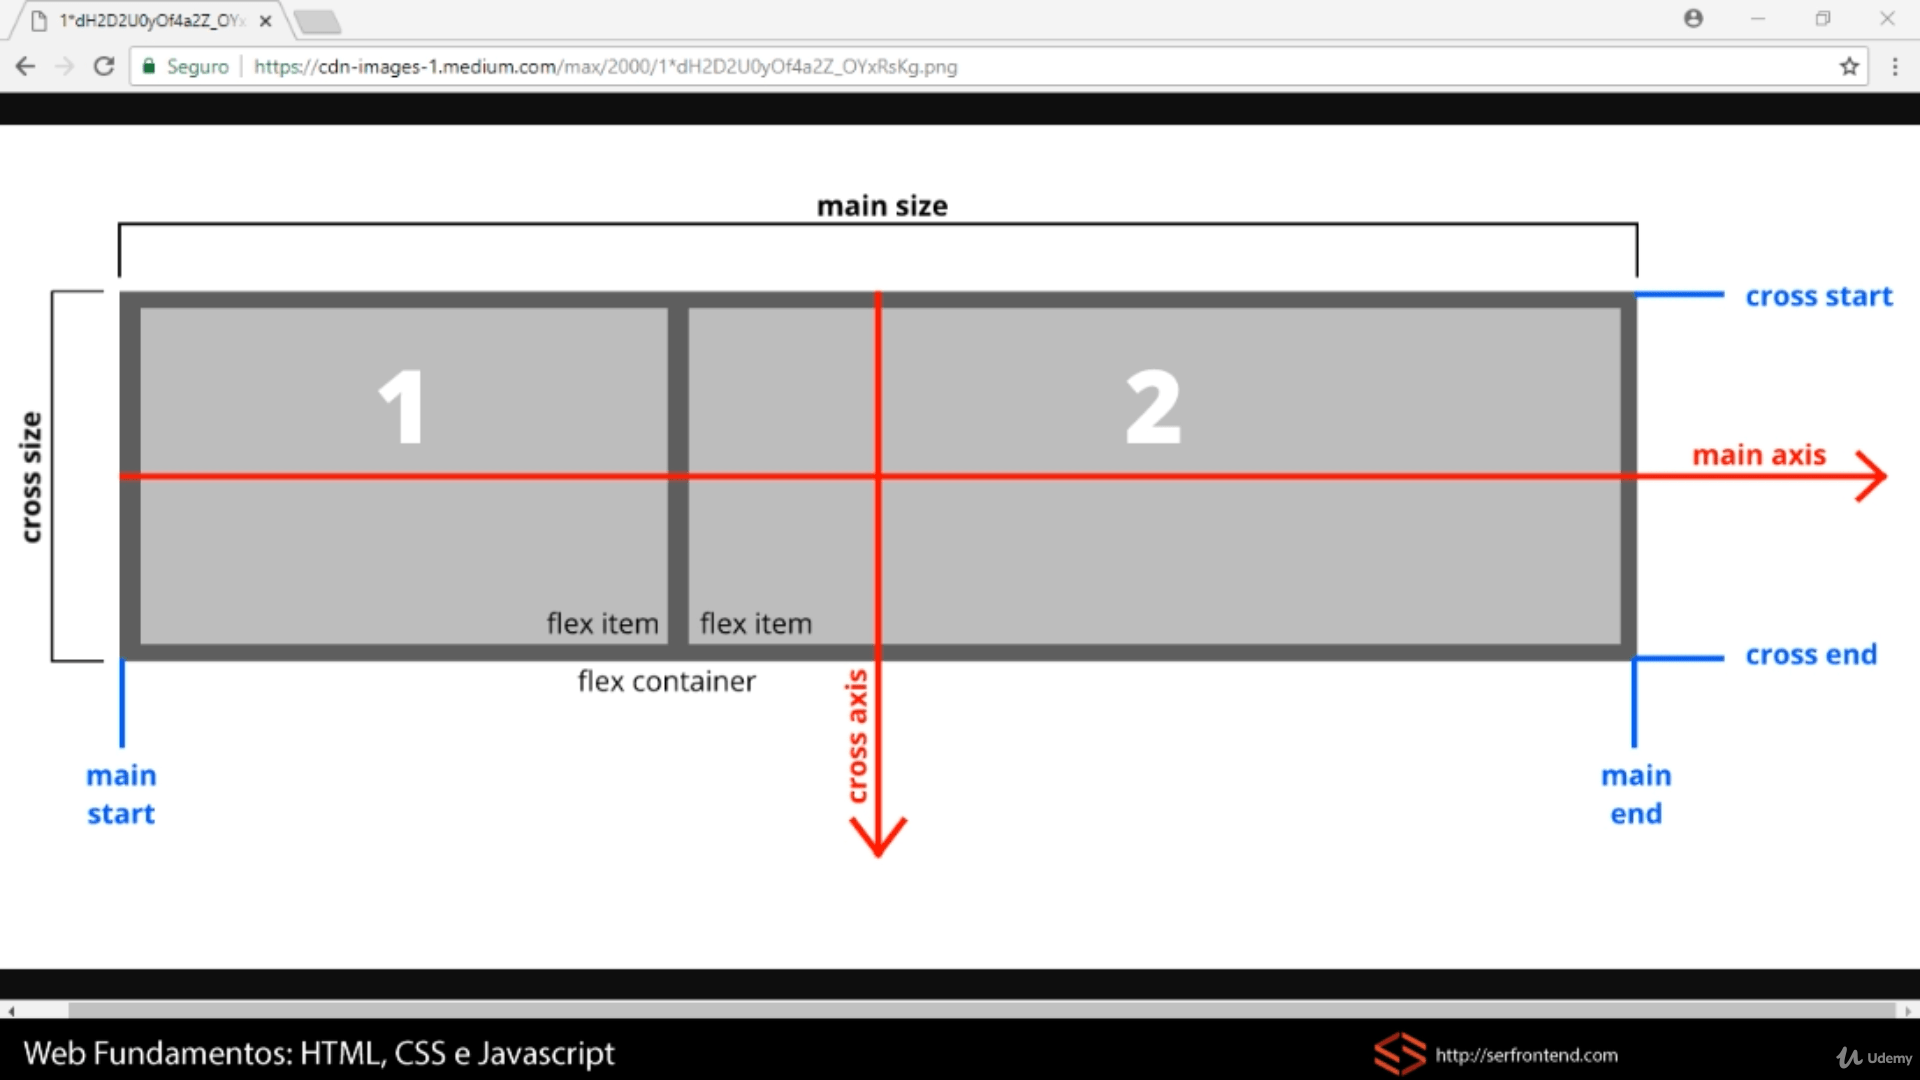 1*dH2D2U0yOf4a2Z_OYx
Seguro
https://cdn-images-1.medium.com/max/2000/1*dH2D2U0yOf4a2Z_OYxRsKg.png
main size
cross start
cross size
1
2
main axis
flex item
flex item
cross end
flex container
cross axis
main
start
main
end
Web Fundamentos: HTML, CSS e Javascript
http://serfrontend.com
Udemy